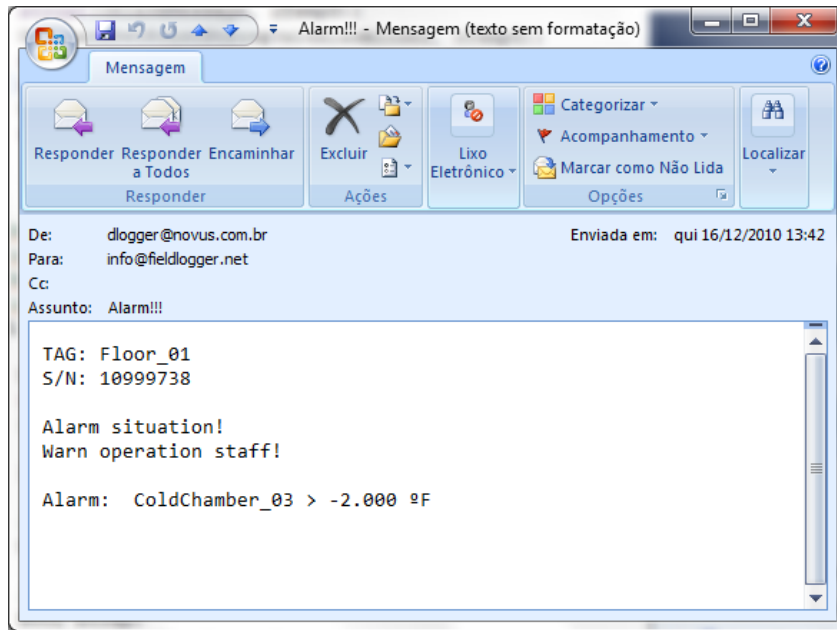 Alarm!!! - Mensagem (texto sem formatação)
Mensagem
Responder
Responder a Todos
Encaminhar
Excluir
Lixo Eletrônico
Categorizar
Acompanhamento
Marcar como Não Lida
Localizar
Responder
Ações
Opções
De: dlogger@novus.com.br
Enviada em: qui 16/12/2010 13:42
Para: info@fieldlogger.net
Cc:
Assunto: Alarm!!!
TAG: Floor_01
S/N: 10999738
Alarm situation!
Warn operation staff!
Alarm: ColdChamber_03 > -2.000 ºF